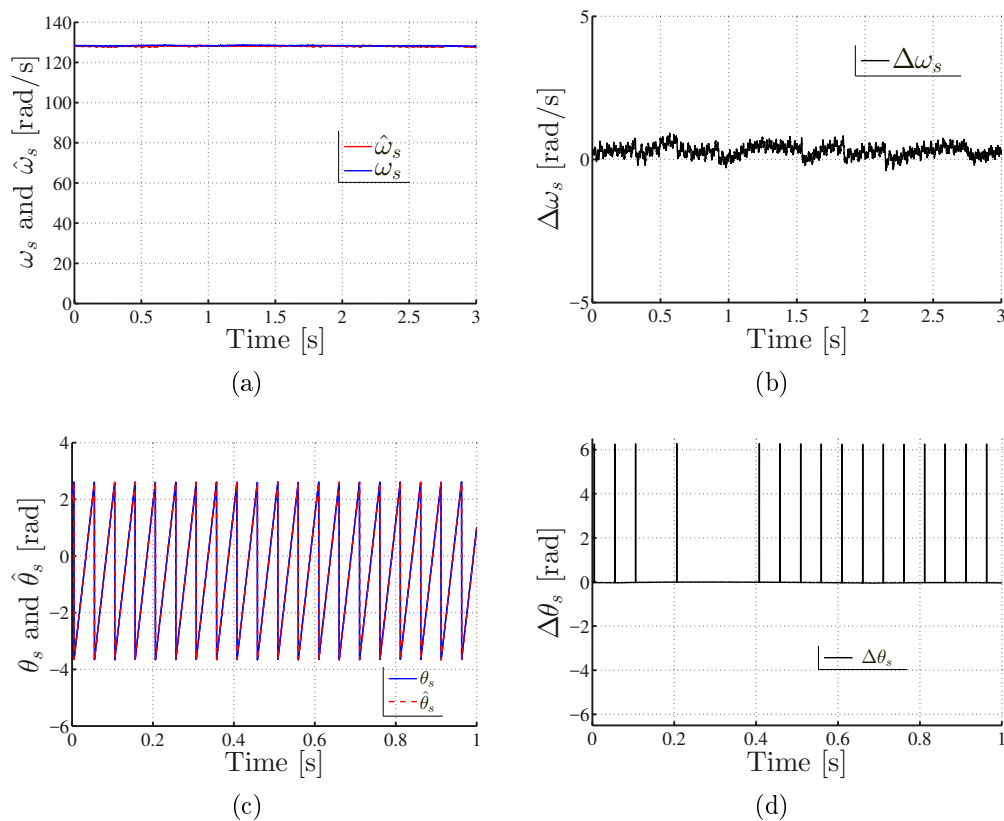 140
120
100
80
60
40
20
0
ω_s and ω̂_s [rad/s]
ω̂_s
ω_s
0 0.5 1 1.5 2 2.5 3
Time [s]
(a)
5
0
−5
Δω_s [rad/s]
Δω_s
0 0.5 1 1.5 2 2.5 3
Time [s]
(b)
4
2
0
−2
−4
−6
θ_s and θ̂_s [rad]
θ_s
θ̂_s
0 0.2 0.4 0.6 0.8 1
Time [s]
(c)
6
4
2
0
−2
−4
−6
Δθ_s [rad]
Δθ_s
0 0.2 0.4 0.6 0.8 1
Time [s]
(d)